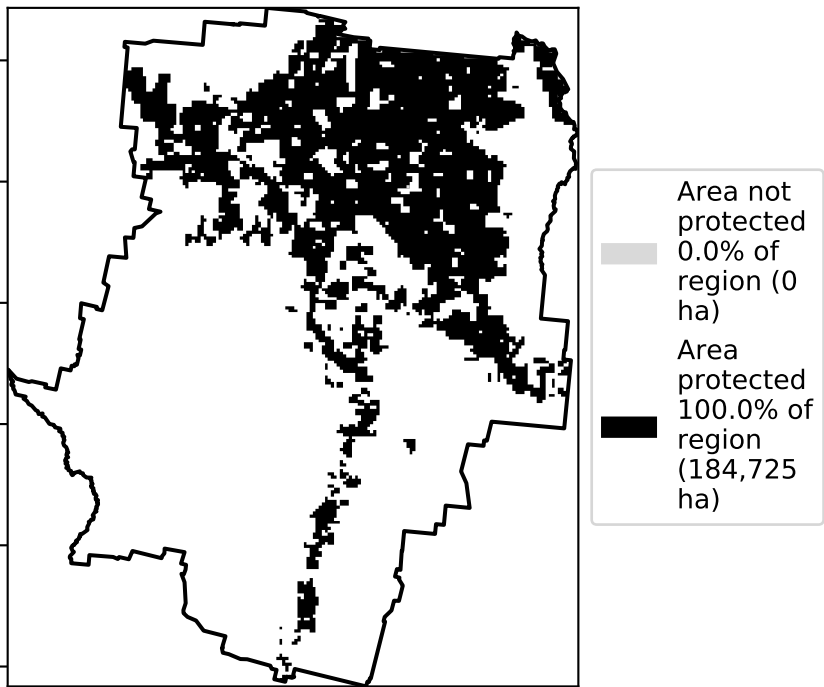 Area not
protected
0.0% of
region (0
ha)
Area
protected
100.0% of
region
(184,725
ha)